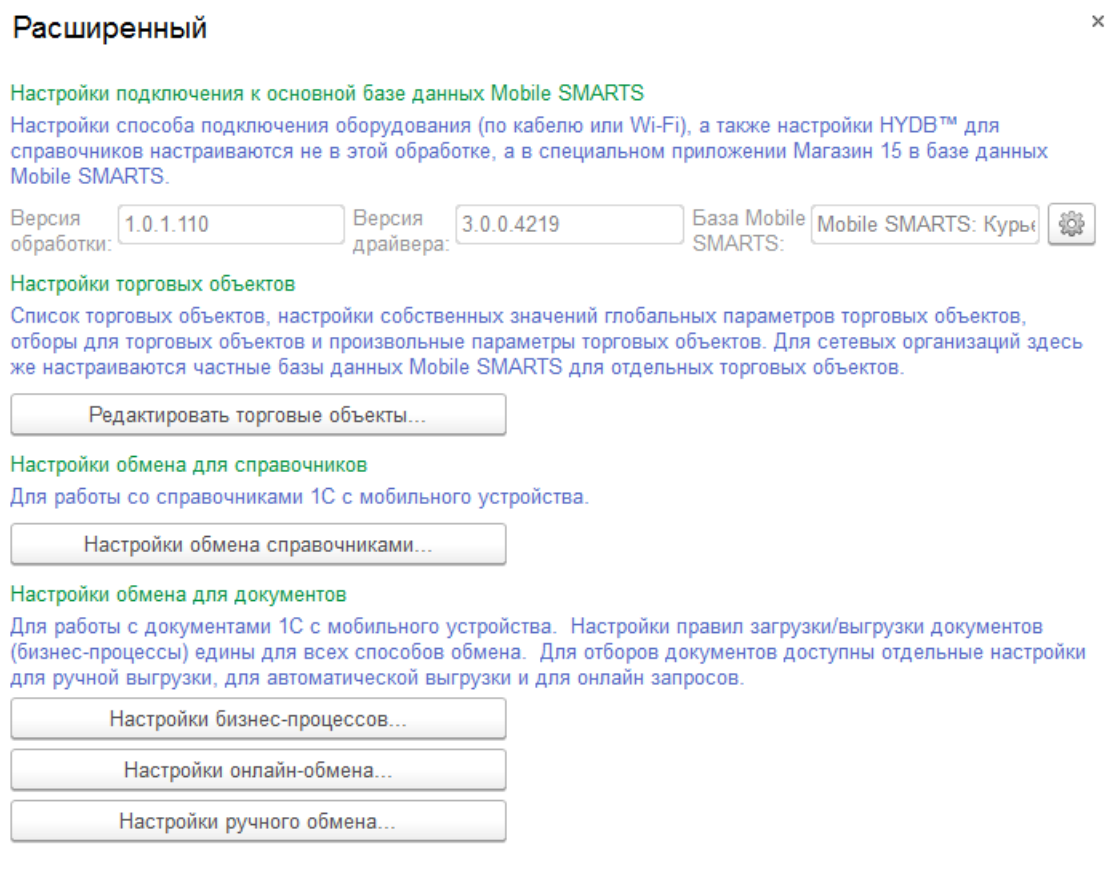 Расширенный
Настройки подключения к основной базе данных Mobile SMARTS
Настройки способа подключения оборудования (по кабелю или Wi-Fi), а также настройки HYDB™ для
справочников настраиваются не в этой обработке, а в специальном приложении Магазин 15 в базе данных
Mobile SMARTS.
Версия обработки: 1.0.1.110 Версия драйвера: 3.0.0.4219 База Mobile SMARTS: Mobile SMARTS: Курье
Настройки торговых объектов
Список торговых объектов, настройки собственных значений глобальных параметров торговых объектов,
отборы для торговых объектов и произвольные параметры торговых объектов. Для сетевых организаций здесь
же настраиваются частные базы данных Mobile SMARTS для отдельных торговых объектов.
Редактировать торговые объекты...
Настройки обмена для справочников
Для работы со справочниками 1С с мобильного устройства.
Настройки обмена справочниками...
Настройки обмена для документов
Для работы с документами 1С с мобильного устройства.  Настройки правил загрузки/выгрузки документов
(бизнес-процессы) едины для всех способов обмена.  Для отборов документов доступны отдельные настройки
для ручной выгрузки, для автоматической выгрузки и для онлайн запросов.
Настройки бизнес-процессов...
Настройки онлайн-обмена...
Настройки ручного обмена...